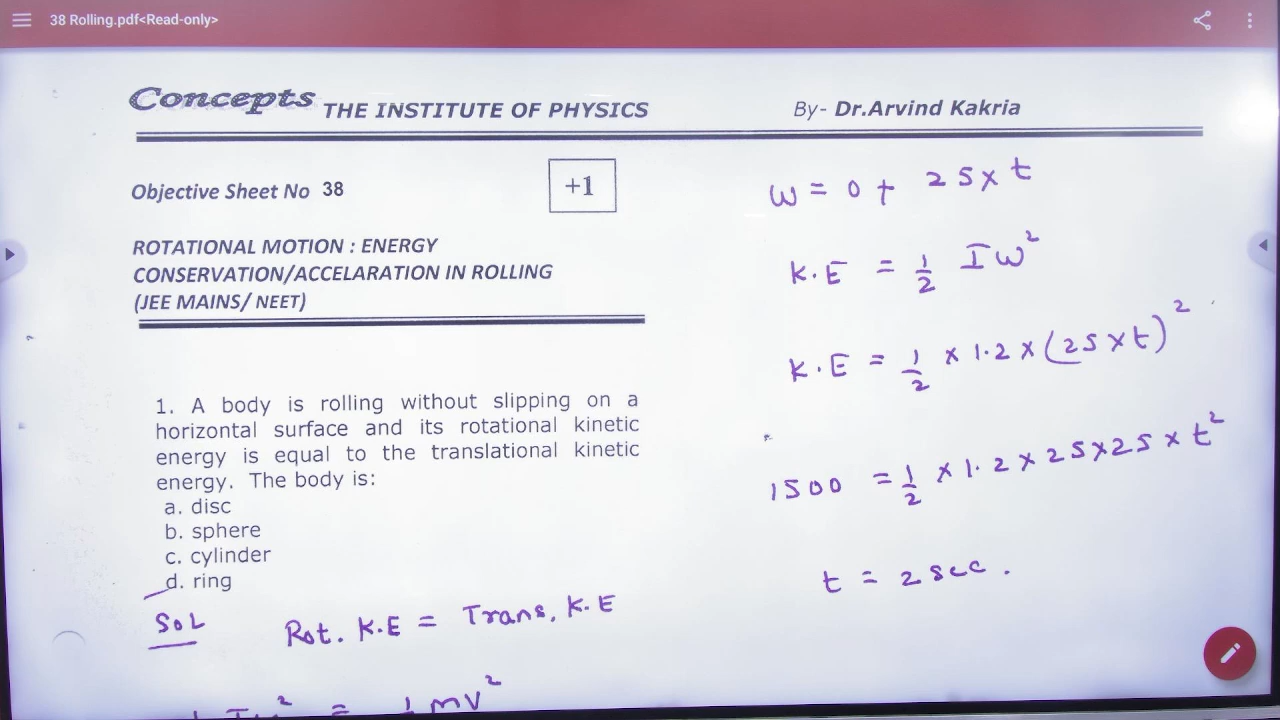 38 Rolling.pdf<Read-only>
Concepts THE INSTITUTE OF PHYSICS By- Dr.Arvind Kakria
Objective Sheet No 38
+1
ROTATIONAL MOTION : ENERGY
CONSERVATION/ACCELARATION IN ROLLING
(JEE MAINS/ NEET)
1. A body is rolling without slipping on a
horizontal surface and its rotational kinetic
energy is equal to the translational kinetic
energy. The body is:
a. disc
b. sphere
c. cylinder
d. ring
SOL Rot. K.E = Trans. K.E
1 Iω² = 1 mv²
ω = 0 + 25 x t
K.E = 1/2 Iω²
K.E = 1/2 x 1.2 x (25 x t)²
1500 = 1/2 x 1.2 x 25 x 25 x t²
t = 2 sec.